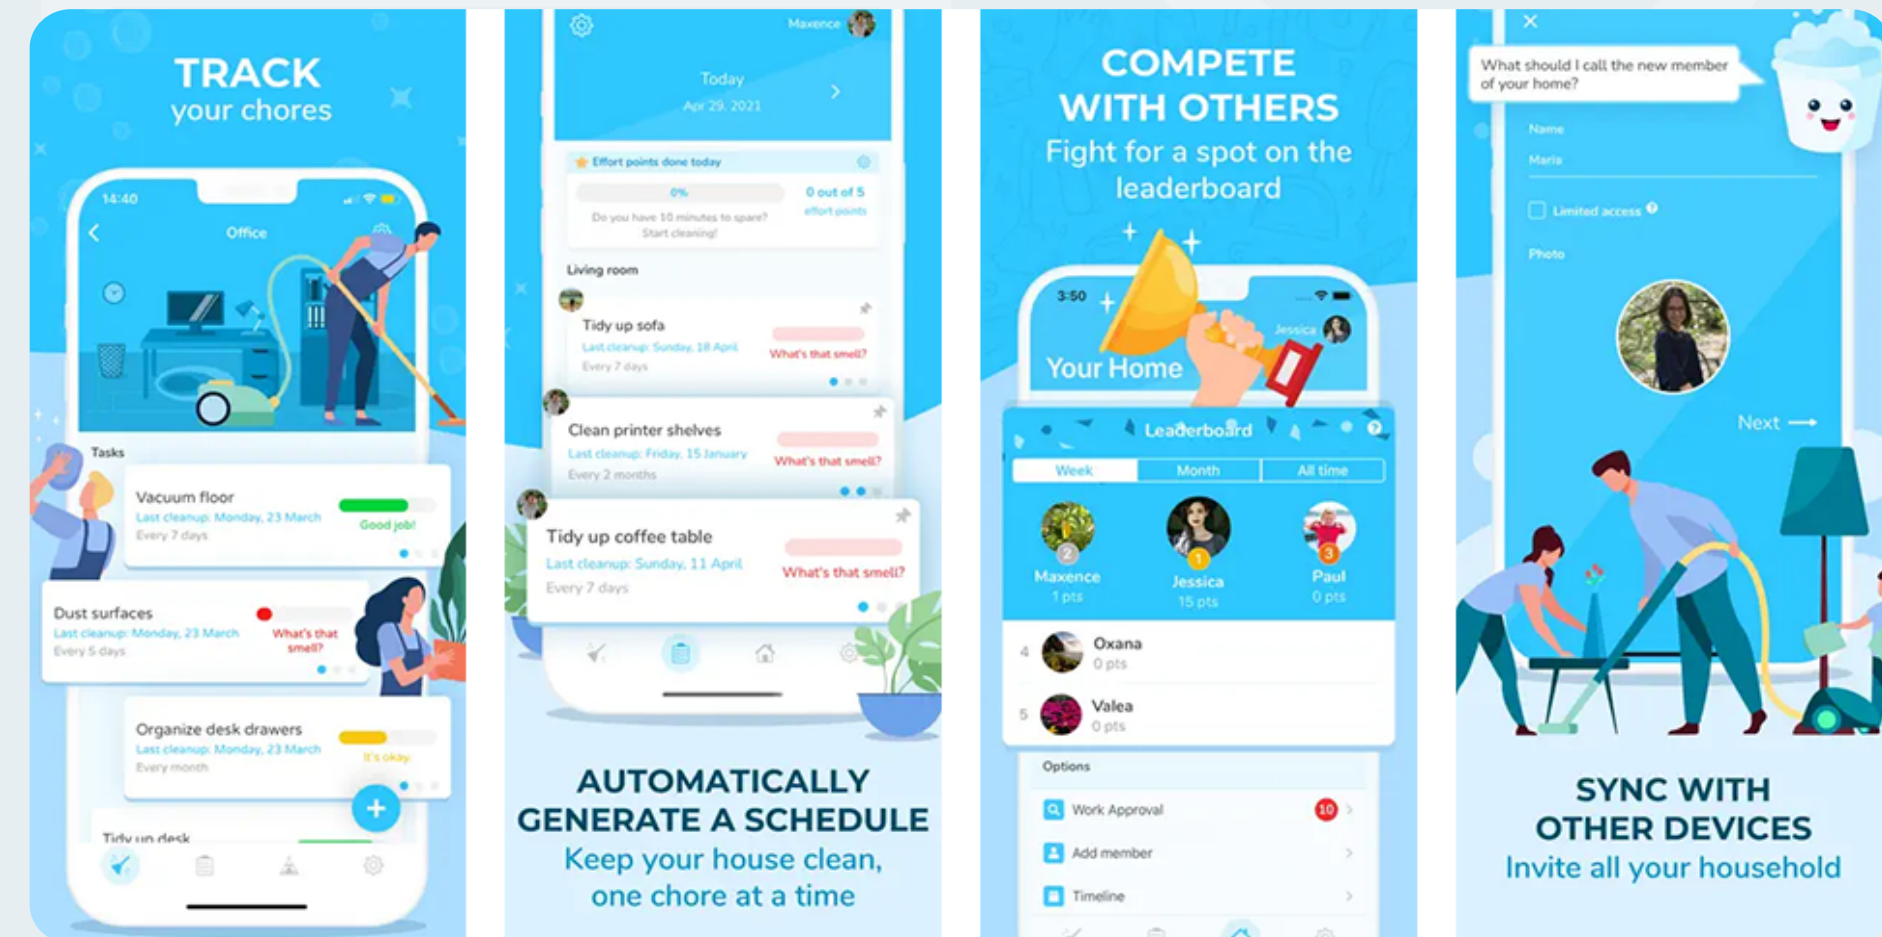 TRACK
your chores
14:40
Office
Tasks
Vacuum floor
Last cleanup: Monday, 23 March
Every 7 days
Good job!
Dust surfaces
Last cleanup: Monday, 23 March
Every 5 days
What's that
smell?
Organize desk drawers
Last cleanup: Monday, 23 March
Every month
It's okay.
Tidy up desk
Maxence
Today
Apr 29, 2021
Effort points done today
0%
0 out of 5
effort points
Do you have 10 minutes to spare?
Start cleaning!
Living room
Tidy up sofa
Last cleanup: Sunday, 18 April
Every 7 days
What's that smell?
Clean printer shelves
Last cleanup: Friday, 15 January
Every 2 months
What's that smell?
Tidy up coffee table
Last cleanup: Sunday, 11 April
Every 7 days
What's that smell?
AUTOMATICALLY
GENERATE A SCHEDULE
Keep your house clean,
one chore at a time
COMPETE
WITH OTHERS
Fight for a spot on the
leaderboard
3:50
Jessica
Your Home
Leaderboard
?
Week
Month
All time
2
Maxence
1 pts
1
Jessica
15 pts
3
Paul
0 pts
4
Oxana
0 pts
5
Valea
0 pts
Options
Work Approval
10
Add member
Timeline
What should I call the new member
of your home?
Name
Maria
Limited access ?
Photo
Next
SYNC WITH
OTHER DEVICES
Invite all your household